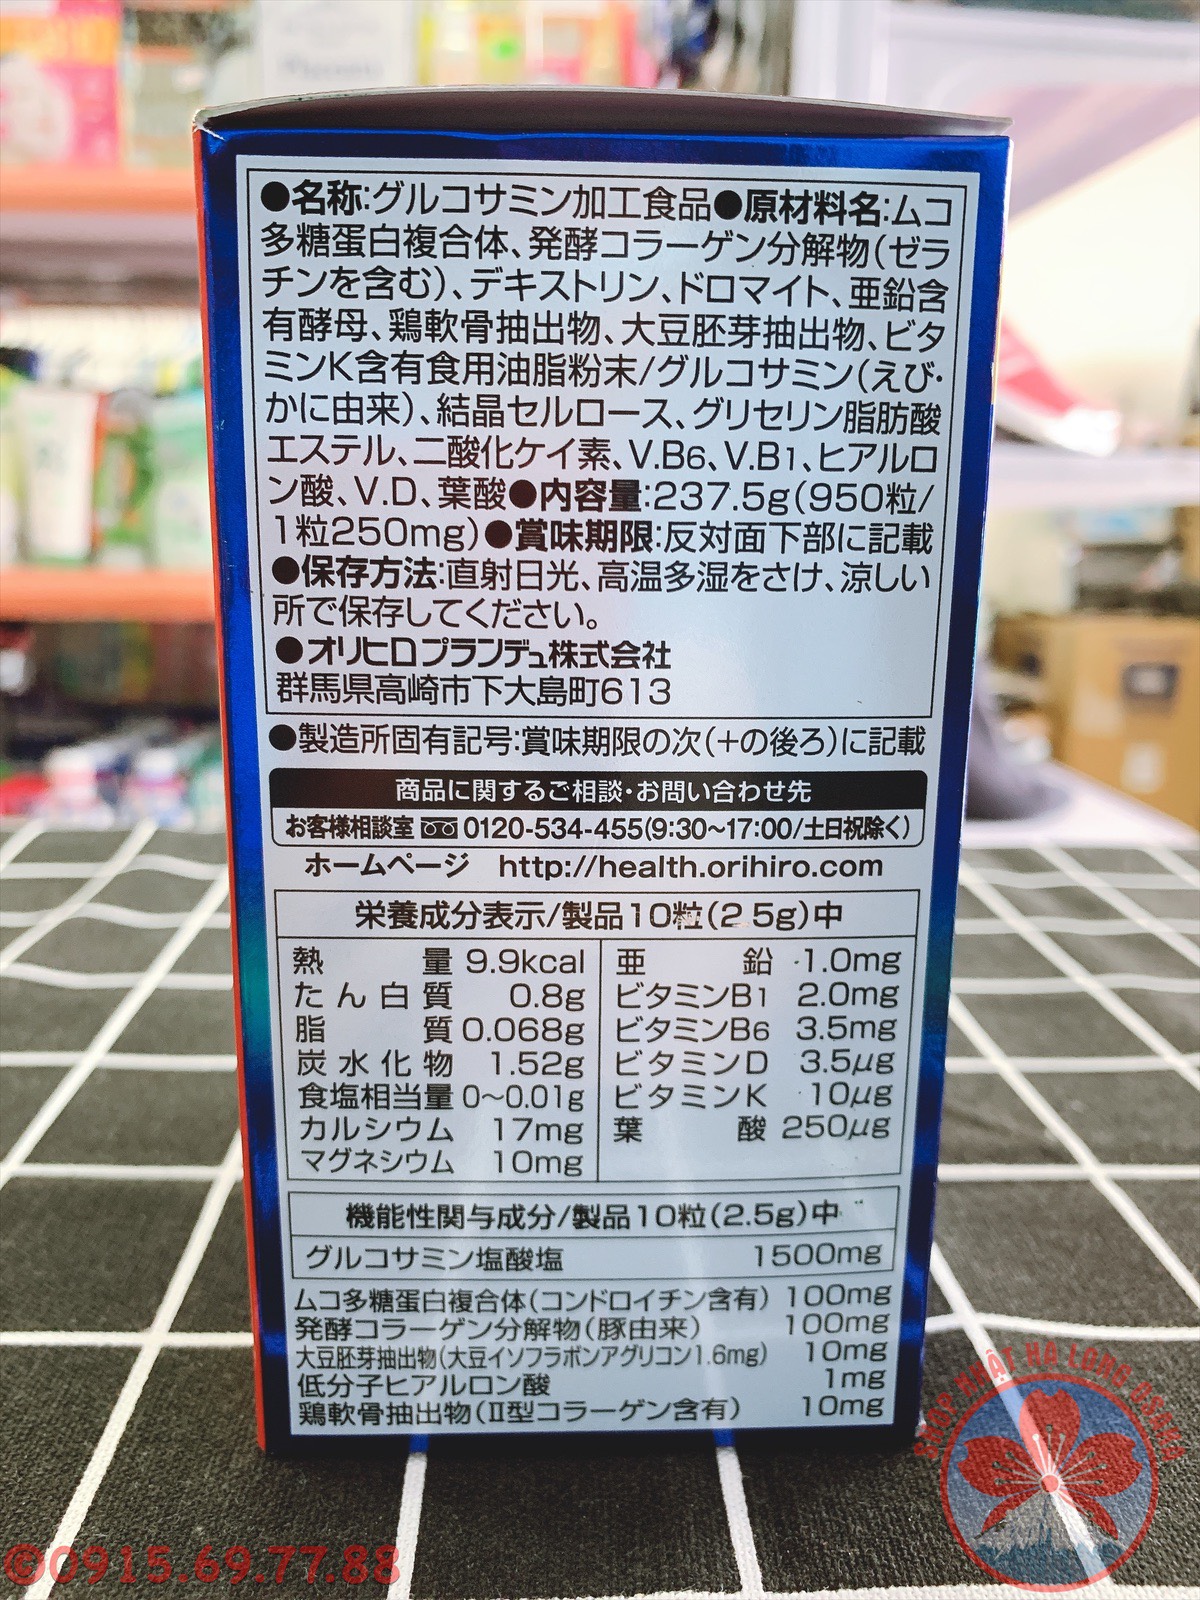 ●名称:グルコサミン加工食品●原材料名:ムコ
多糖蛋白複合体、発酵コラーゲン分解物(ゼラ
チンを含む)、デキストリン、ドロマイト、亜鉛含
有酵母、鶏軟骨抽出物、大豆胚芽抽出物、ビタ
ミンK含有食用油脂粉末/グルコサミン(えび・
かに由来)、結晶セルロース、グリセリン脂肪酸
エステル、二酸化ケイ素、V.B6、V.B1、ヒアルロ
ン酸、V.D、葉酸●内容量:237.5g(950粒/
1粒250mg)●賞味期限:反対面下部に記載
●保存方法:直射日光、高温多湿をさけ、涼しい
所で保存してください。
●オリヒロプランデュ株式会社
群馬県高崎市下大島町613
●製造所固有記号:賞味期限の次(+の後ろ)に記載
商品に関するご相談・お問い合わせ先
お客様相談室 0120-534-455(9:30~17:00/土日祝除く)
ホームページ http://health.orihiro.com
栄養成分表示/製品10粒(2.5g)中
熱量 9.9kcal
たん白質 0.8g
脂質 0.068g
炭水化物 1.52g
食塩相当量 0~0.01g
カルシウム 17mg
マグネシウム 10mg
亜鉛 1.0mg
ビタミンB1 2.0mg
ビタミンB6 3.5mg
ビタミンD 3.5μg
ビタミンK 10μg
葉酸 250μg
機能性関与成分/製品10粒(2.5g)中
グルコサミン塩酸塩 1500mg
ムコ多糖蛋白複合体(コンドロイチン含有) 100mg
発酵コラーゲン分解物(豚由来) 100mg
大豆胚芽抽出物(大豆イソフラボンアグリコン1.6mg) 10mg
低分子ヒアルロン酸 1mg
鶏軟骨抽出物(II型コラーゲン含有) 10mg
SHOP NHẬT HẠ LONG OSAKA
©0915.69.77.88